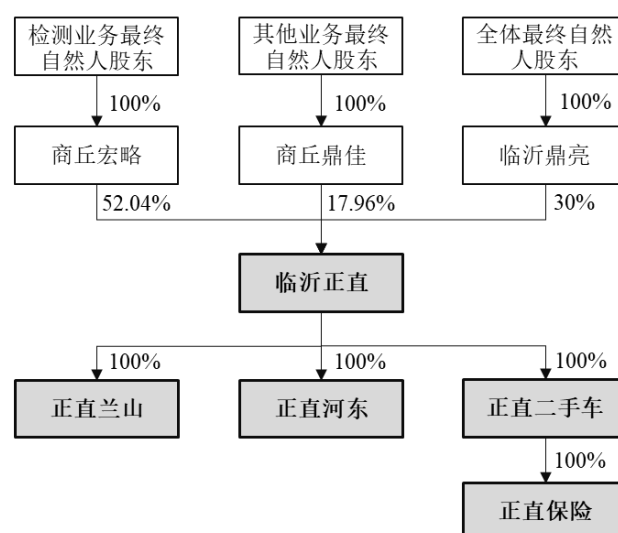 检测业务最终
自然人股东
其他业务最终
自然人股东
全体最终自然
人股东
100%
100%
100%
商丘宏略
商丘鼎佳
临沂鼎亮
52.04%
17.96%
30%
临沂正直
100%
100%
100%
正直兰山
正直河东
正直二手车
100%
正直保险